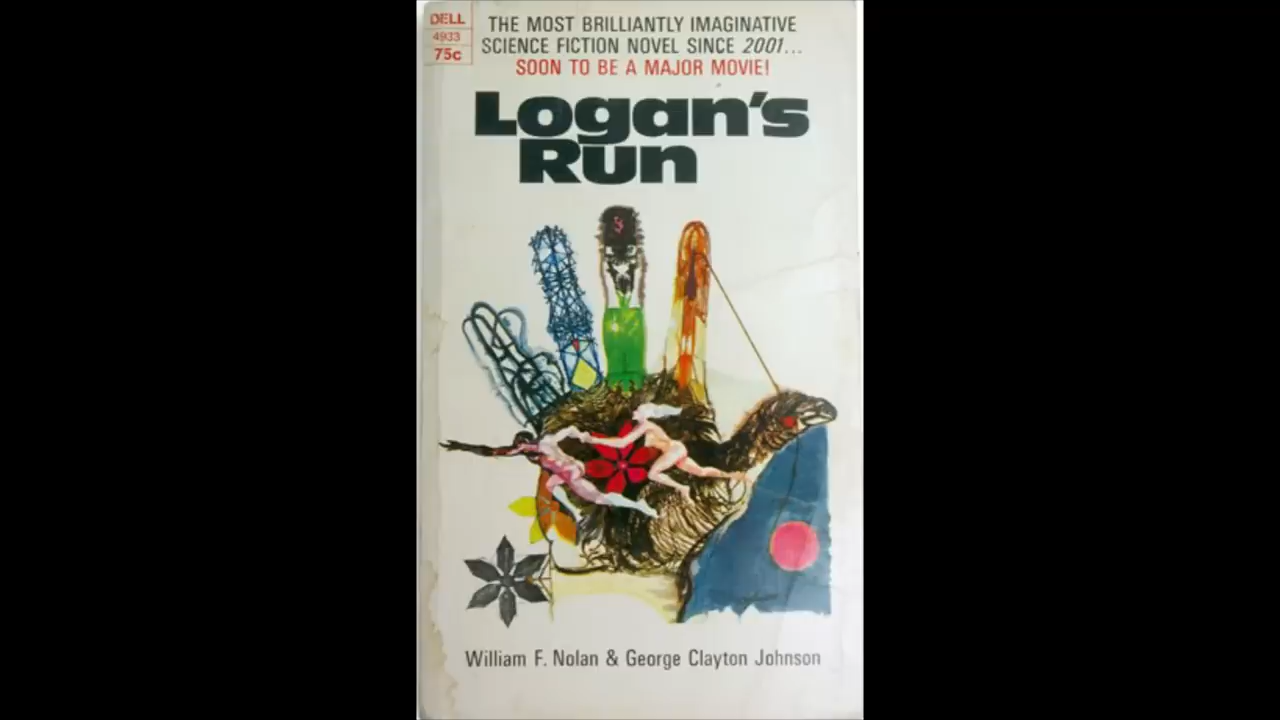 DELL
4933
75c
THE MOST BRILLIANTLY IMAGINATIVE
SCIENCE FICTION NOVEL SINCE 2001...
SOON TO BE A MAJOR MOVIE!
Logan's
Run
William F. Nolan & George Clayton Johnson